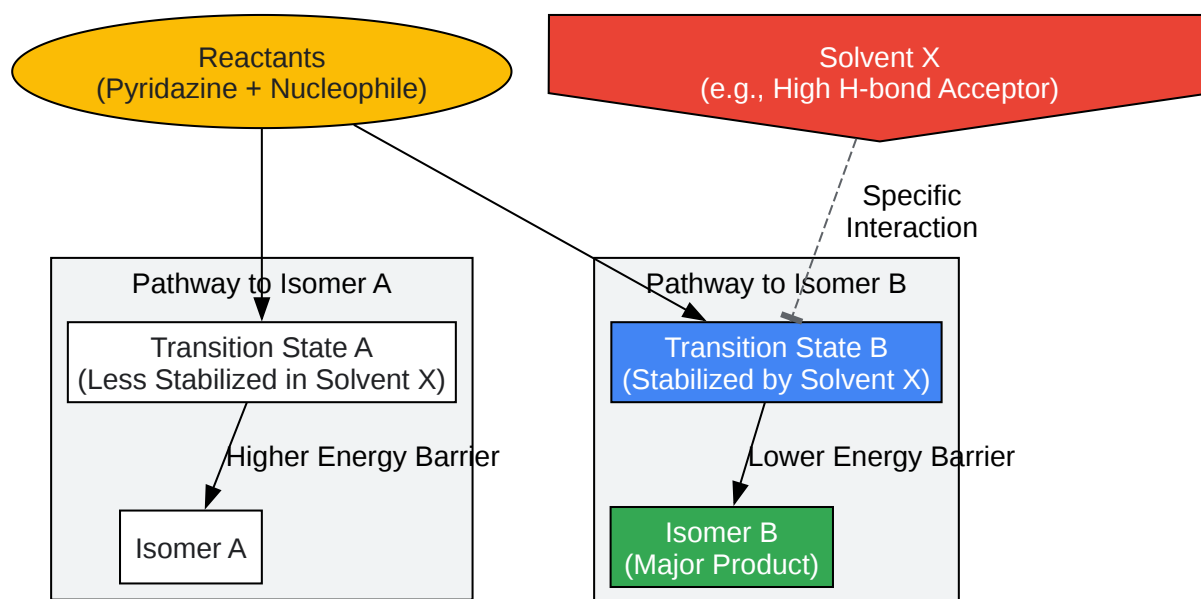 Reactants
(Pyridazine + Nucleophile)
Solvent X
(e.g., High H-bond Acceptor)
Specific
Interaction
Pathway to Isomer A
Transition State A
(Less Stabilized in Solvent X)
Higher Energy Barrier
Isomer A
Pathway to Isomer B
Transition State B
(Stabilized by Solvent X)
Lower Energy Barrier
Isomer B
(Major Product)